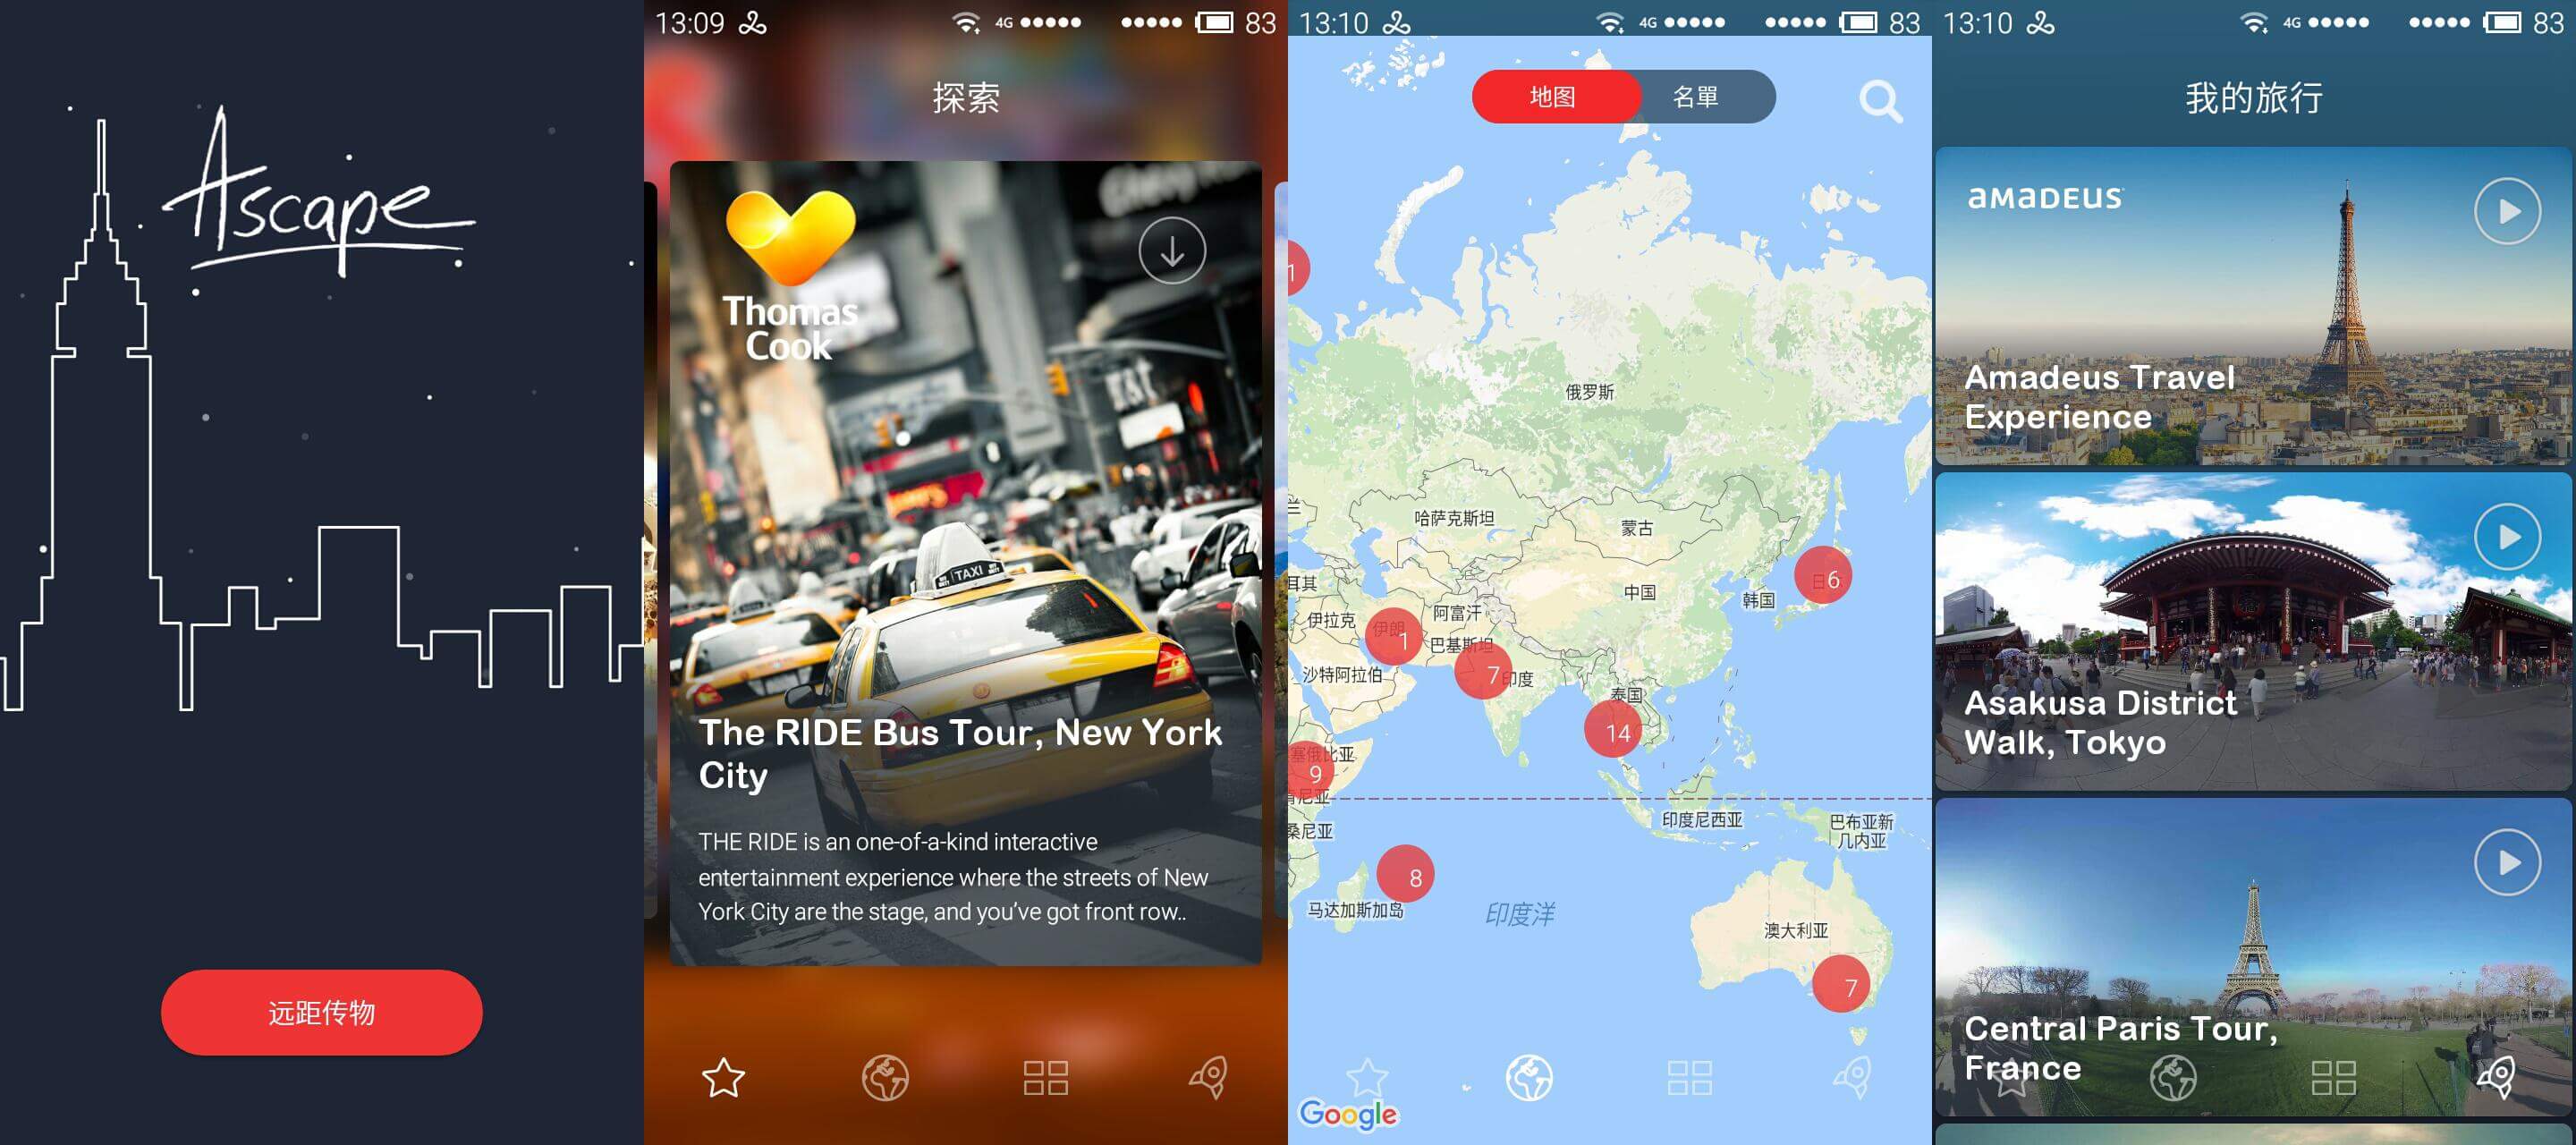 Ascape
远距传物
13:09
4G
83
探索
Thomas
Cook
TAXI
The RIDE Bus Tour, New York
City
THE RIDE is an one-of-a-kind interactive
entertainment experience where the streets of New
York City are the stage, and you’ve got front row..
13:10
4G
83
地图
名單
1
俄罗斯
兰
哈萨克斯坦
蒙古
耳其
中国
韩国
6
伊拉克
伊朗
1
阿富汗
巴基斯坦
沙特阿拉伯
7
印度
泰国
14
塞俄比亚
9
肯尼亚
桑尼亚
印度尼西亚
巴布亚新
几内亚
8
马达加斯加岛
印度洋
澳大利亚
7
Google
13:10
4G
83
我的旅行
aMaDEUS
Amadeus Travel
Experience
Asakusa District
Walk, Tokyo
Central Paris Tour,
France